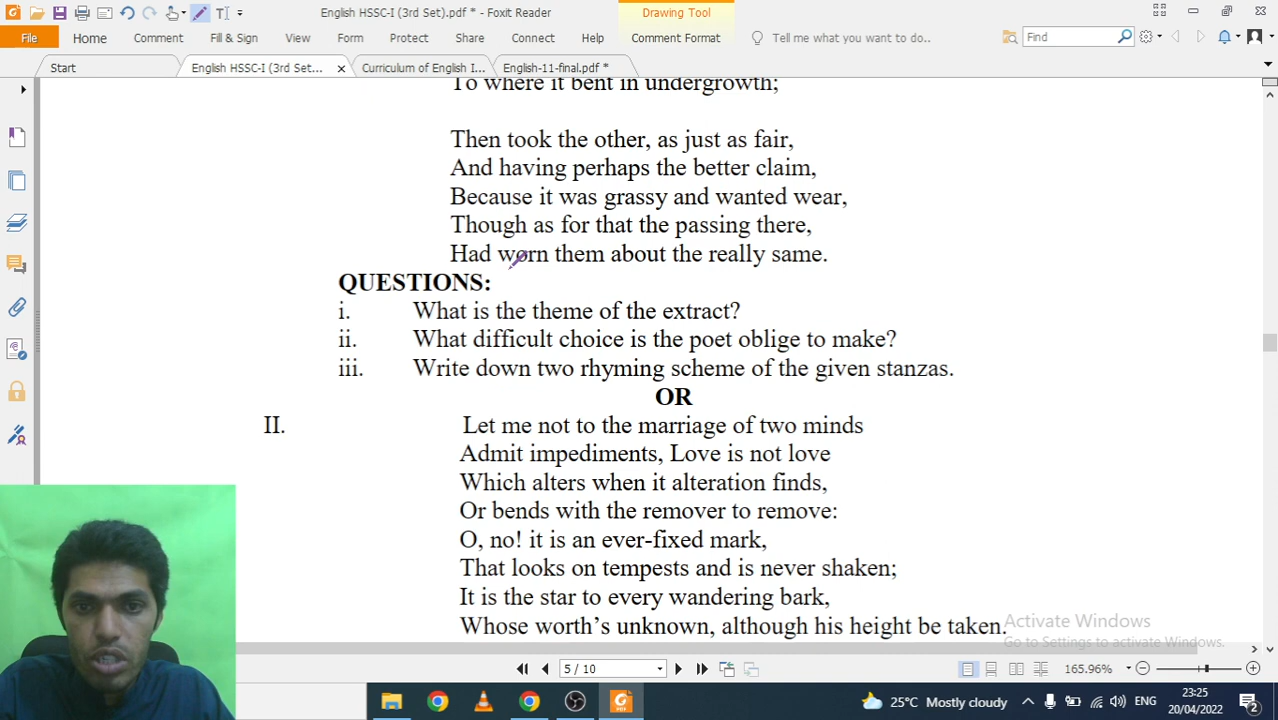 English HSSC-I (3rd Set).pdf * - Foxit Reader
Drawing Tool
File Home Comment Fill & Sign View Form Protect Share Connect Help Comment Format Tell me what you want to do.. Find
Start English HSSC-I (3rd Set... Curriculum of English I... English-11-final.pdf *
To where it bent in undergrowth;
Then took the other, as just as fair,
And having perhaps the better claim,
Because it was grassy and wanted wear,
Though as for that the passing there,
Had worn them about the really same.
QUESTIONS:
i. What is the theme of the extract?
ii. What difficult choice is the poet oblige to make?
iii. Write down two rhyming scheme of the given stanzas.
OR
II. Let me not to the marriage of two minds
Admit impediments, Love is not love
Which alters when it alteration finds,
Or bends with the remover to remove:
O, no! it is an ever-fixed mark,
That looks on tempests and is never shaken;
It is the star to every wandering bark,
Whose worth's unknown, although his height be taken.
Activate Windows
Go to Settings to activate Windows.
5 / 10 165.96%
25°C Mostly cloudy ENG 23:25
20/04/2022 2